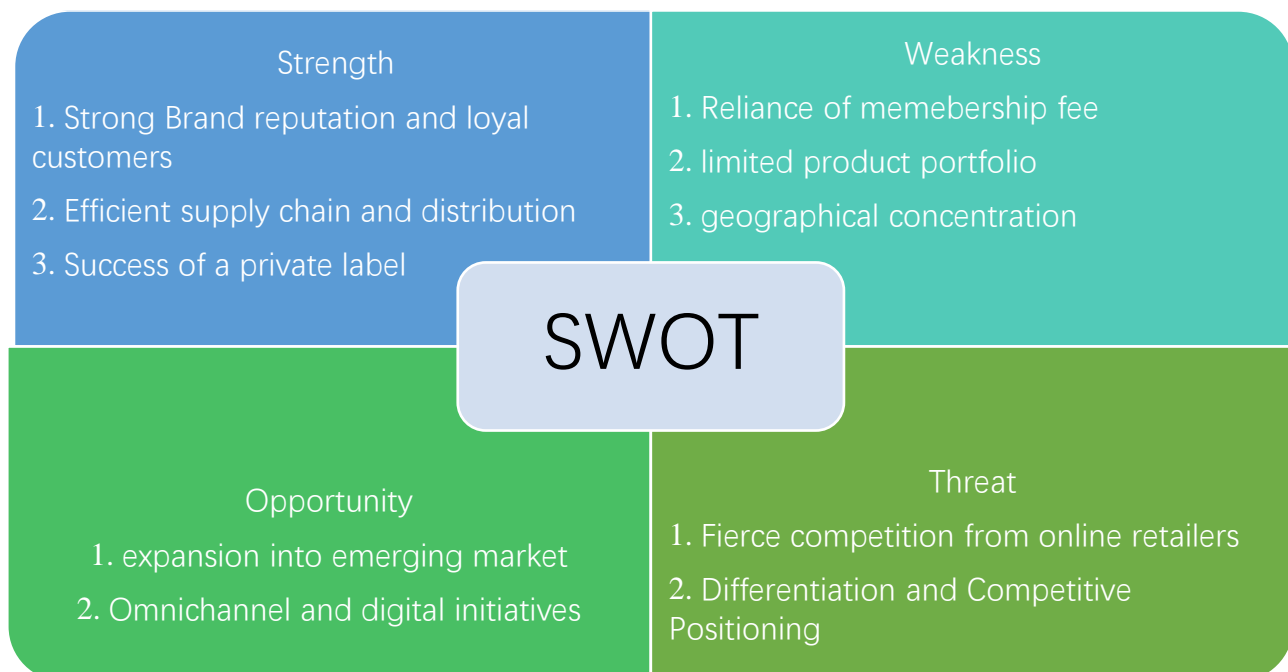 Strength
1. Strong Brand reputation and loyal
customers
2. Efficient supply chain and distribution
3. Success of a private label
Weakness
1. Reliance of memebership fee
2. limited product portfolio
3. geographical concentration
SWOT
Opportunity
1. expansion into emerging market
2. Omnichannel and digital initiatives
Threat
1. Fierce competition from online retailers
2. Differentiation and Competitive
Positioning